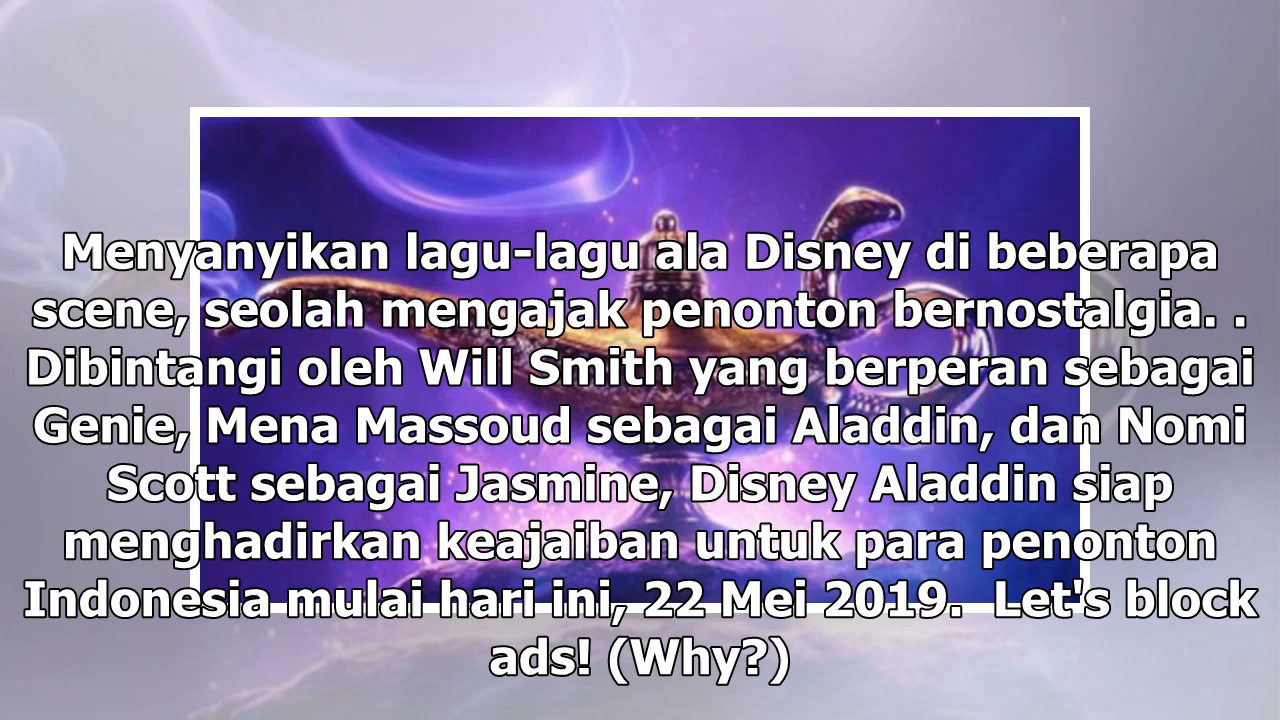 Menyanyikan lagu-lagu ala Disney di beberapa
scene, seolah mengajak penonton bernostalgia. .
Dibintangi oleh Will Smith yang berperan sebagai
Genie, Mena Massoud sebagai Aladdin, dan Nomi
Scott sebagai Jasmine, Disney Aladdin siap
menghadirkan keajaiban untuk para penonton
Indonesia mulai hari ini, 22 Mei 2019.  Let's block
ads! (Why?)